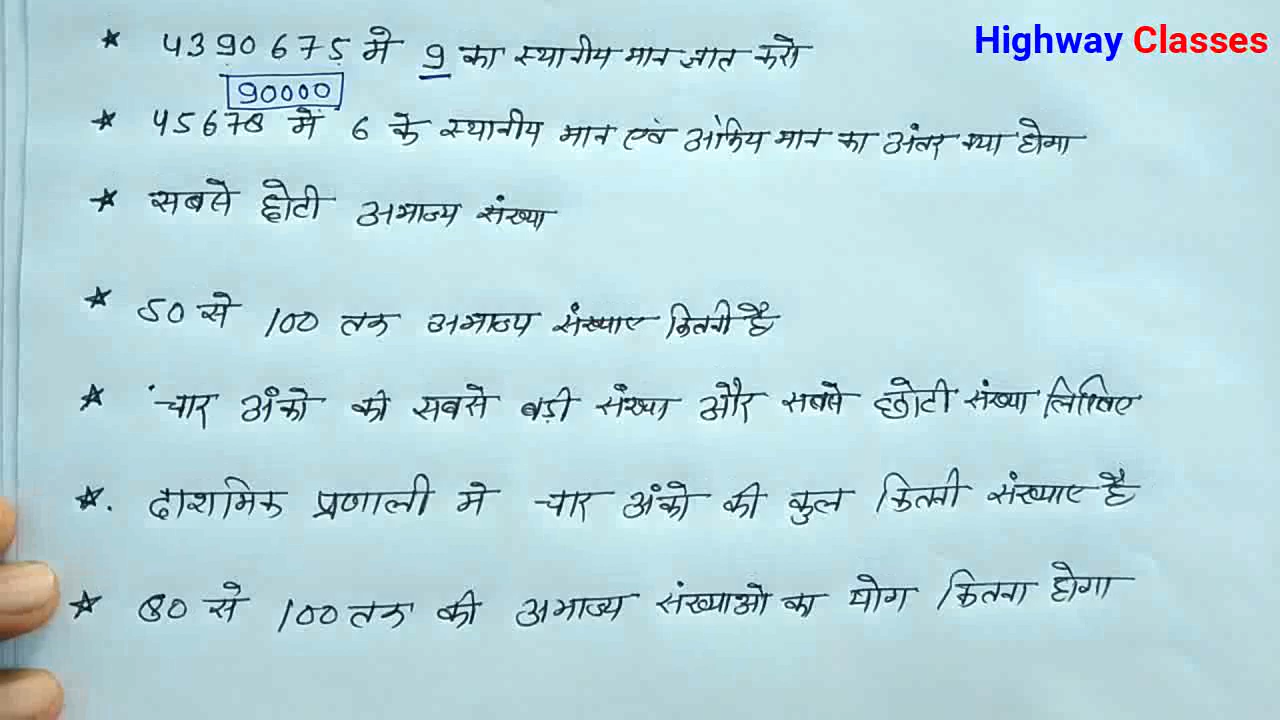 Highway Classes
* 4390675 मे 9 का स्थानीय मान ज्ञात करो
90000
* 45678 में 6 के स्थानीय मान एवं अंकिय मान का अंतर क्या होगा
* सबसे छोटी अभाज्य संख्या
* 50 से 100 तक अभाज्य संख्याए कितनी है
* चार अंको की सबसे बड़ी संख्या और सबसे छोटी संख्या लिखिए
*. दाशमिक प्रणाली मे चार अंको की कुल कितनी संख्याए है
* 80 से 100 तक की अभाज्य संख्याओ का योग कितना होगा